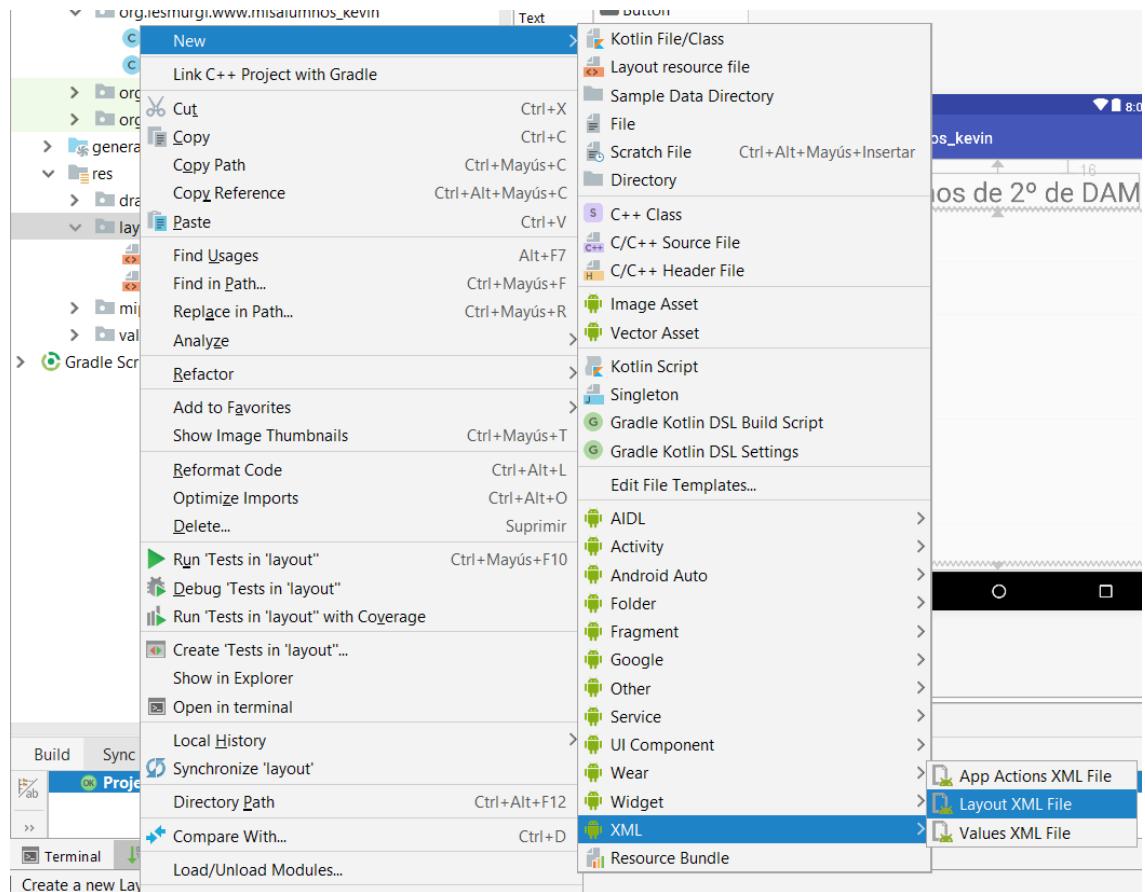 org.iesmurgi.www.misalumnos_kevin
Text
Button
New
Link C++ Project with Gradle
Cut Ctrl+X
Copy Ctrl+C
Copy Path Ctrl+Mayús+C
Copy Reference Ctrl+Alt+Mayús+C
Paste Ctrl+V
Find Usages Alt+F7
Find in Path... Ctrl+Mayús+F
Replace in Path... Ctrl+Mayús+R
Analyze
Refactor
Add to Favorites
Show Image Thumbnails Ctrl+Mayús+T
Reformat Code Ctrl+Alt+L
Optimize Imports Ctrl+Alt+O
Delete... Suprimir
Run 'Tests in 'layout'' Ctrl+Mayús+F10
Debug 'Tests in 'layout''
Run 'Tests in 'layout'' with Coverage
Create 'Tests in 'layout''...
Show in Explorer
Open in terminal
Local History
Synchronize 'layout'
Directory Path Ctrl+Alt+F12
Compare With... Ctrl+D
Load/Unload Modules...
Kotlin File/Class
Layout resource file
Sample Data Directory
File
Scratch File Ctrl+Alt+Mayús+Insertar
Directory
C++ Class
C/C++ Source File
C/C++ Header File
Image Asset
Vector Asset
Kotlin Script
Singleton
Gradle Kotlin DSL Build Script
Gradle Kotlin DSL Settings
Edit File Templates...
AIDL
Activity
Android Auto
Folder
Fragment
Google
Other
Service
UI Component
Wear
Widget
XML
Resource Bundle
App Actions XML File
Layout XML File
Values XML File
org
org
genera
res
dra
lay
mi
val
Gradle Scr
8:0
os_kevin
16
nos de 2º de DAM
Build Sync
OK Proje
Terminal
Create a new Lay